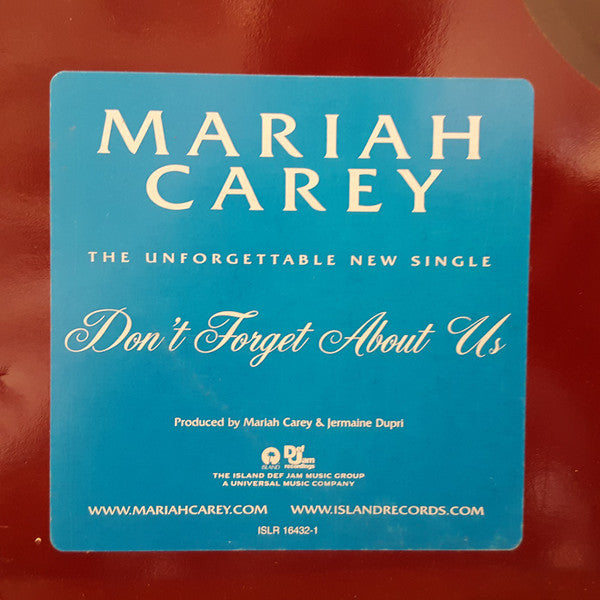 MARIAH
CAREY
THE UNFORGETTABLE NEW SINGLE
Don't Forget About Us
Produced by Mariah Carey & Jermaine Dupri
ISLAND
Def
Jam
recordings
THE ISLAND DEF JAM MUSIC GROUP
A UNIVERSAL MUSIC COMPANY
WWW.MARIAHCAREY.COM WWW.ISLANDRECORDS.COM
ISLR 16432-1